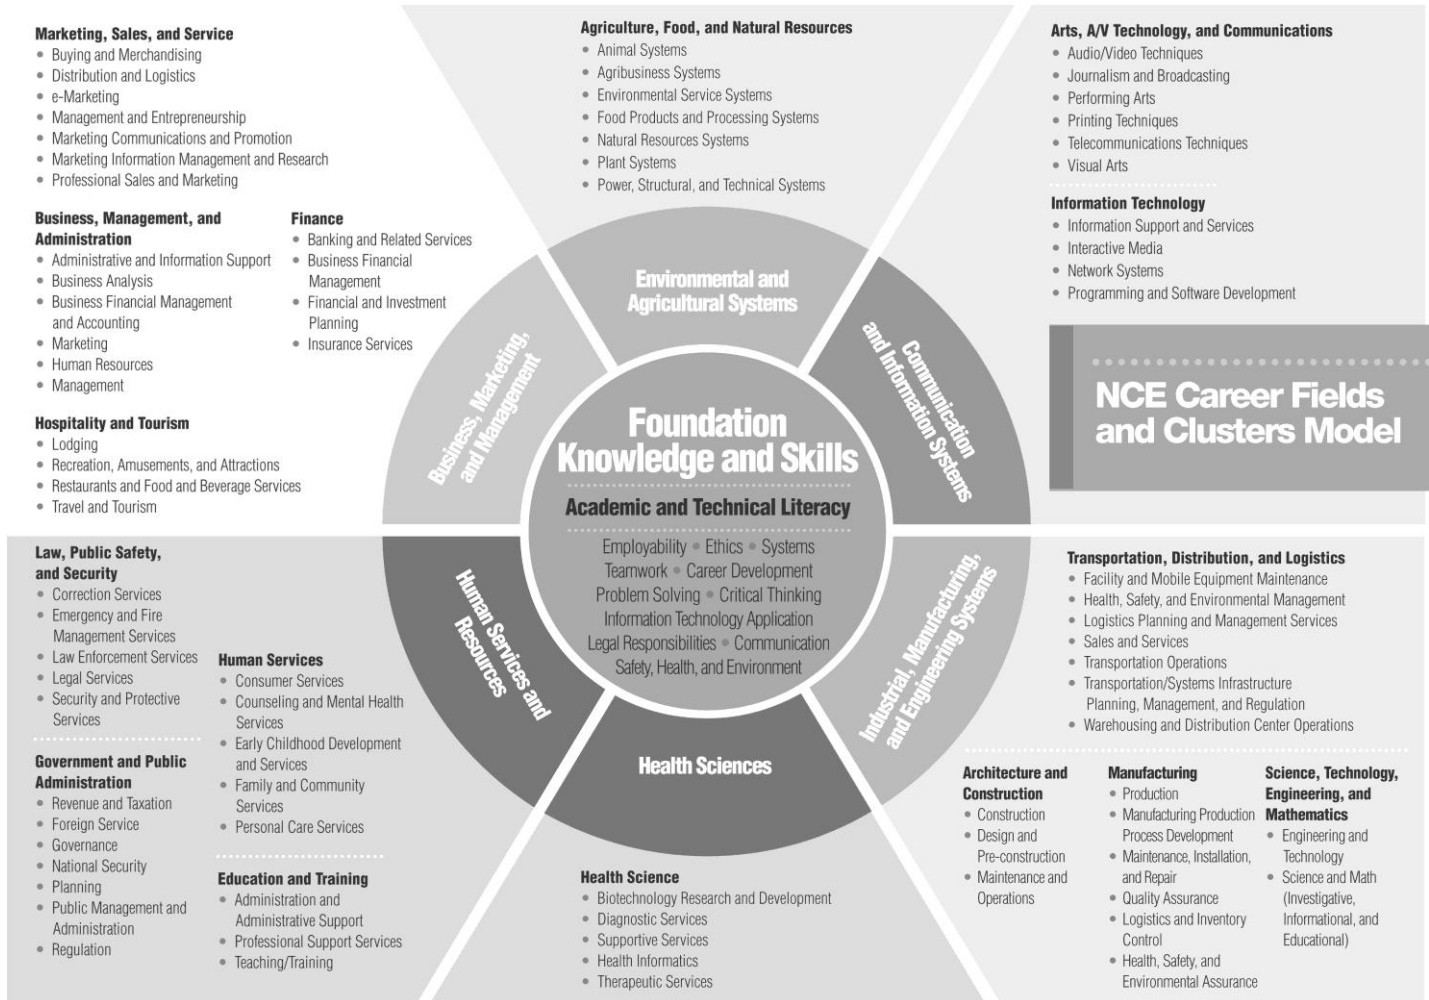 Marketing, Sales, and Service
• Buying and Merchandising
• Distribution and Logistics
• e-Marketing
• Management and Entrepreneurship
• Marketing Communications and Promotion
• Marketing Information Management and Research
• Professional Sales and Marketing
Business, Management, and
Administration
• Administrative and Information Support
• Business Analysis
• Business Financial Management
and Accounting
• Marketing
• Human Resources
• Management
Finance
• Banking and Related Services
• Business Financial
Management
• Financial and Investment
Planning
• Insurance Services
Hospitality and Tourism
• Lodging
• Recreation, Amusements, and Attractions
• Restaurants and Food and Beverage Services
• Travel and Tourism
Agriculture, Food, and Natural Resources
• Animal Systems
• Agribusiness Systems
• Environmental Service Systems
• Food Products and Processing Systems
• Natural Resources Systems
• Plant Systems
• Power, Structural, and Technical Systems
Arts, A/V Technology, and Communications
• Audio/Video Techniques
• Journalism and Broadcasting
• Performing Arts
• Printing Techniques
• Telecommunications Techniques
• Visual Arts
Information Technology
• Information Support and Services
• Interactive Media
• Network Systems
• Programming and Software Development
NCE Career Fields
and Clusters Model
Business, Marketing,
and Management
Environmental and
Agricultural Systems
Communication
and Information Systems
Foundation
Knowledge and Skills
Academic and Technical Literacy
Employability • Ethics • Systems
Teamwork • Career Development
Problem Solving • Critical Thinking
Information Technology Application
Legal Responsibilities • Communication
Safety, Health, and Environment
Human Services and
Resources
Health Sciences
Industrial, Manufacturing,
and Engineering Systems
Law, Public Safety,
and Security
• Correction Services
• Emergency and Fire
Management Services
• Law Enforcement Services
• Legal Services
• Security and Protective
Services
Government and Public
Administration
• Revenue and Taxation
• Foreign Service
• Governance
• National Security
• Planning
• Public Management and
Administration
• Regulation
Human Services
• Consumer Services
• Counseling and Mental Health
Services
• Early Childhood Development
and Services
• Family and Community
Services
• Personal Care Services
Education and Training
• Administration and
Administrative Support
• Professional Support Services
• Teaching/Training
Health Science
• Biotechnology Research and Development
• Diagnostic Services
• Supportive Services
• Health Informatics
• Therapeutic Services
Transportation, Distribution, and Logistics
• Facility and Mobile Equipment Maintenance
• Health, Safety, and Environmental Management
• Logistics Planning and Management Services
• Sales and Services
• Transportation Operations
• Transportation/Systems Infrastructure
Planning, Management, and Regulation
• Warehousing and Distribution Center Operations
Architecture and
Construction
• Construction
• Design and
Pre-construction
• Maintenance and
Operations
Manufacturing
• Production
• Manufacturing Production
Process Development
• Maintenance, Installation,
and Repair
• Quality Assurance
• Logistics and Inventory
Control
• Health, Safety, and
Environmental Assurance
Science, Technology,
Engineering, and
Mathematics
• Engineering and
Technology
• Science and Math
(Investigative,
Informational, and
Educational)